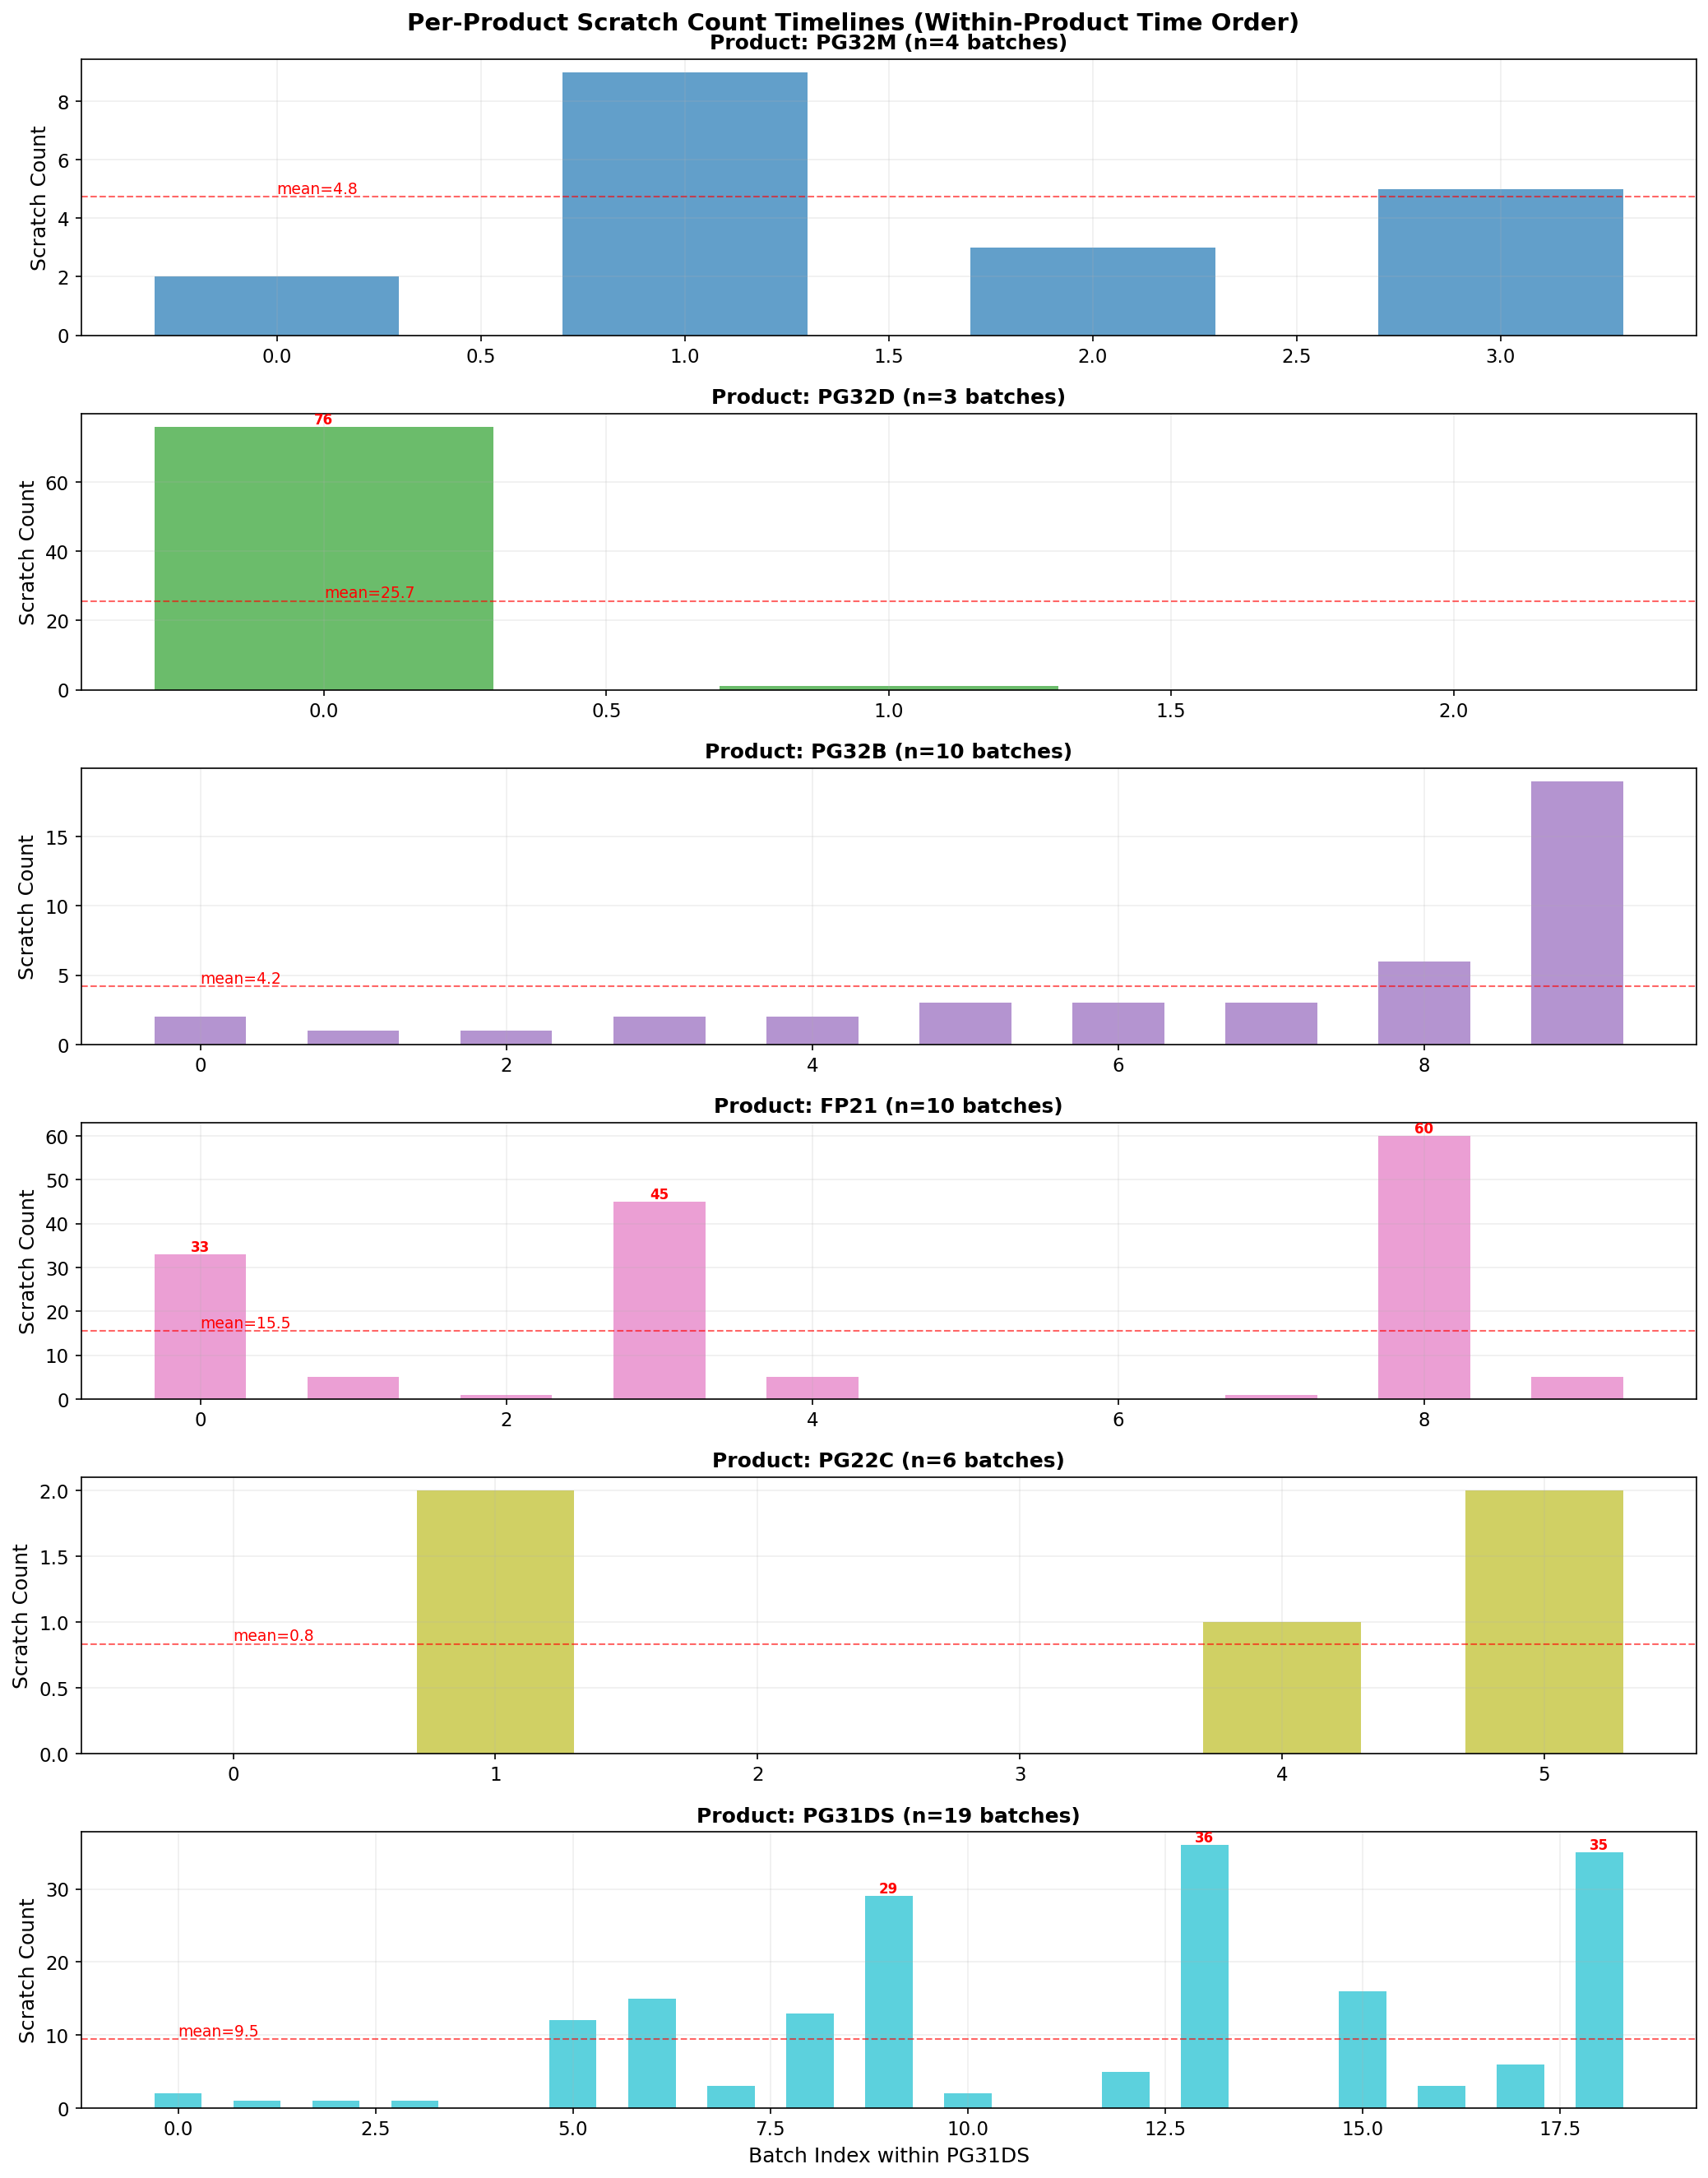 Per-Product Scratch Count Timelines (Within-Product Time Order)
Product: PG32M (n=4 batches)
Scratch Count
8
6
4
2
0
mean=4.8
0.0 0.5 1.0 1.5 2.0 2.5 3.0
Product: PG32D (n=3 batches)
Scratch Count
60
40
20
0
76
mean=25.7
0.0 0.5 1.0 1.5 2.0
Product: PG32B (n=10 batches)
Scratch Count
15
10
5
0
mean=4.2
0 2 4 6 8
Product: FP21 (n=10 batches)
Scratch Count
60
50
40
30
20
10
0
33
45
60
mean=15.5
0 2 4 6 8
Product: PG22C (n=6 batches)
Scratch Count
2.0
1.5
1.0
0.5
0.0
mean=0.8
0 1 2 3 4 5
Product: PG31DS (n=19 batches)
Scratch Count
30
20
10
0
29
36
35
mean=9.5
0.0 2.5 5.0 7.5 10.0 12.5 15.0 17.5
Batch Index within PG31DS